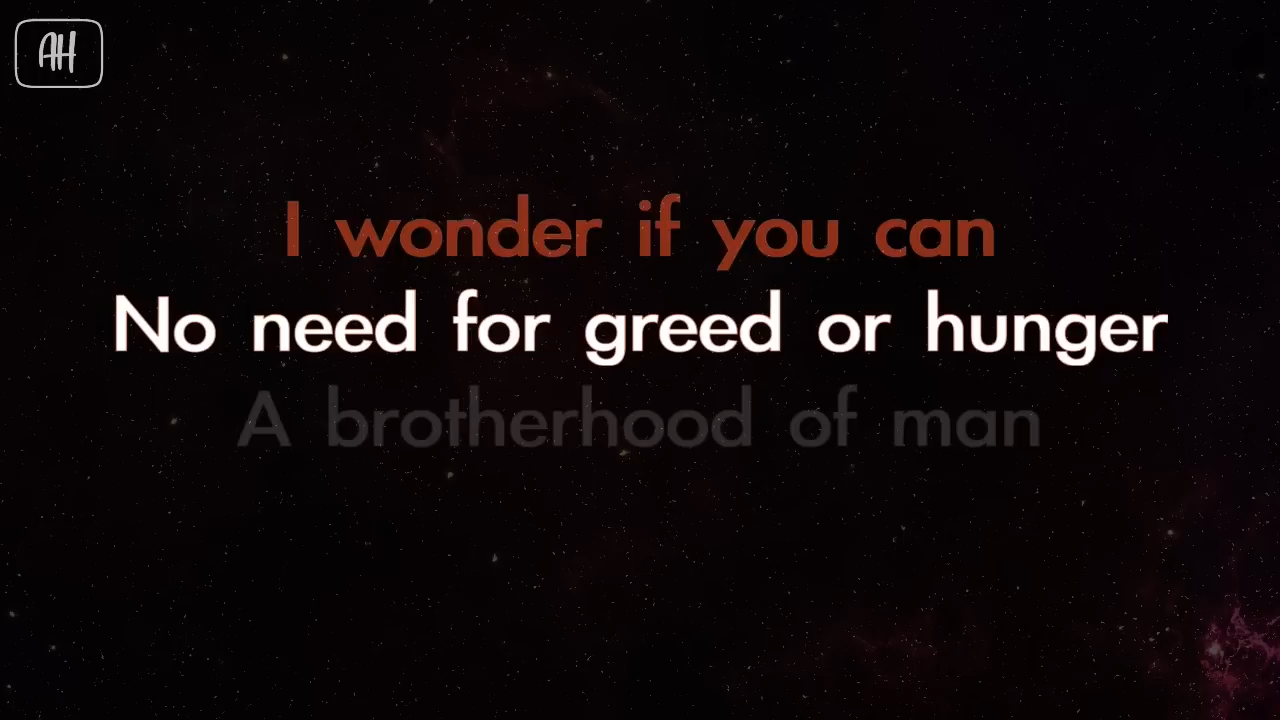 AH
I wonder if you can
No need for greed or hunger
A brotherhood of man